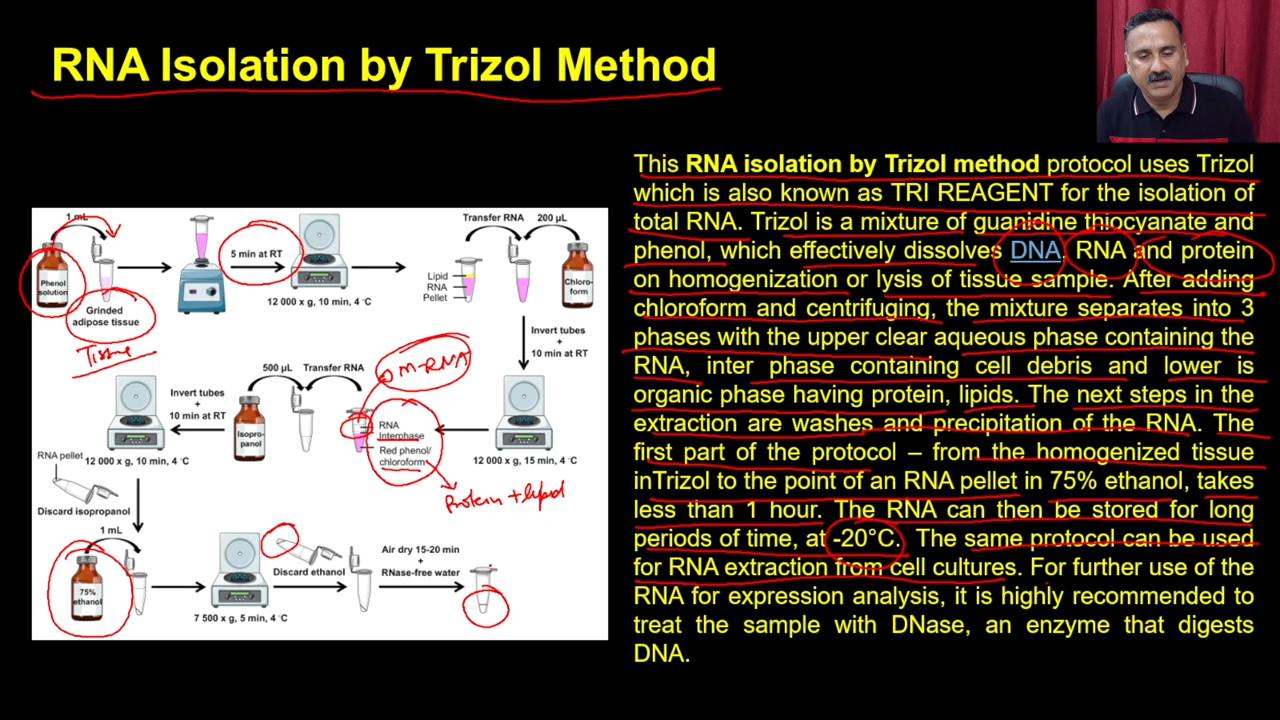 RNA Isolation by Trizol Method
This RNA isolation by Trizol method protocol uses Trizol
which is also known as TRI REAGENT for the isolation of
total RNA. Trizol is a mixture of guanidine thiocyanate and
phenol, which effectively dissolves DNA, RNA and protein
on homogenization or lysis of tissue sample. After adding
chloroform and centrifuging, the mixture separates into 3
phases with the upper clear aqueous phase containing the
RNA, inter phase containing cell debris and lower is
organic phase having protein, lipids. The next steps in the
extraction are washes and precipitation of the RNA. The
first part of the protocol – from the homogenized tissue
inTrizol to the point of an RNA pellet in 75% ethanol, takes
less than 1 hour. The RNA can then be stored for long
periods of time, at -20°C. The same protocol can be used
for RNA extraction from cell cultures. For further use of the
RNA for expression analysis, it is highly recommended to
treat the sample with DNase, an enzyme that digests
DNA.
1 mL
Phenol
solution
Grinded
adipose tissue
Tissue
5 min at RT
12 000 x g, 10 min, 4 °C
Lipid
RNA
Pellet
Transfer RNA
200 µL
Chloro-
form
Invert tubes
+
10 min at RT
12 000 x g, 15 min, 4 °C
m-RNA
RNA
Interphase
Red phenol/
chloroform
Protein + lipid
500 µL
Transfer RNA
Isopro-
panol
Invert tubes
+
10 min at RT
12 000 x g, 10 min, 4 °C
RNA pellet
Discard isopropanol
1 mL
75%
ethanol
7 500 x g, 5 min, 4 °C
Discard ethanol
Air dry 15-20 min
+
RNase-free water